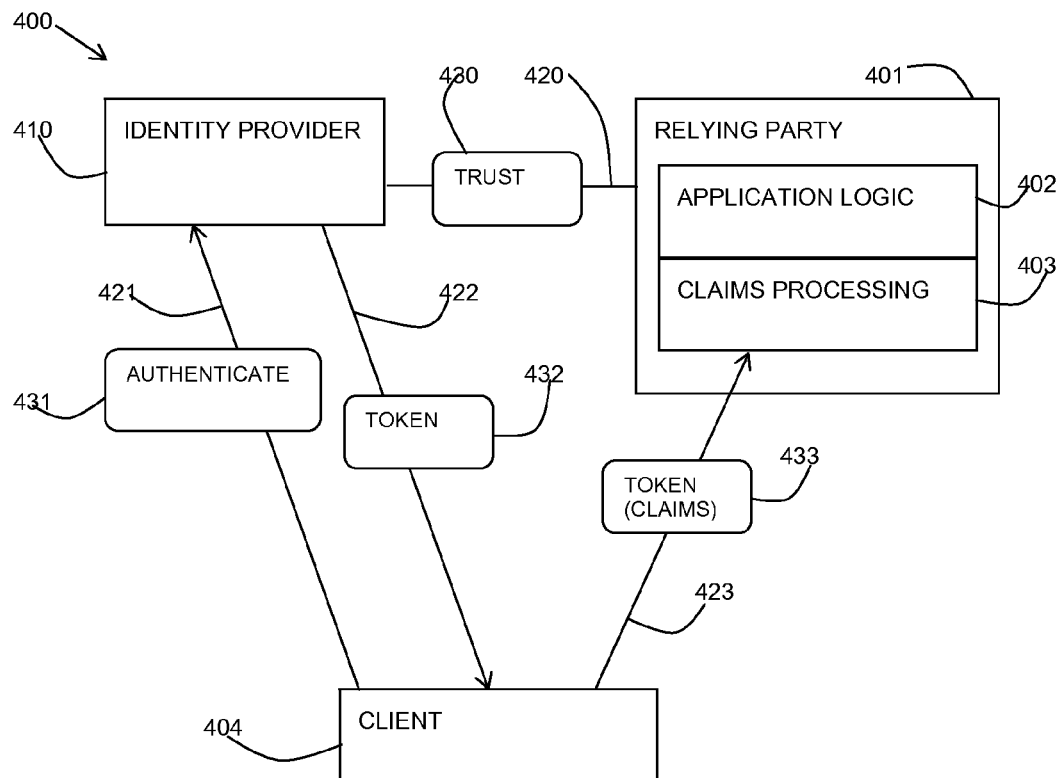 400
430
420
401
410
IDENTITY PROVIDER
RELYING PARTY
TRUST
APPLICATION LOGIC
402
403
421
422
CLAIMS PROCESSING
AUTHENTICATE
431
432
TOKEN
433
TOKEN
(CLAIMS)
423
404
CLIENT